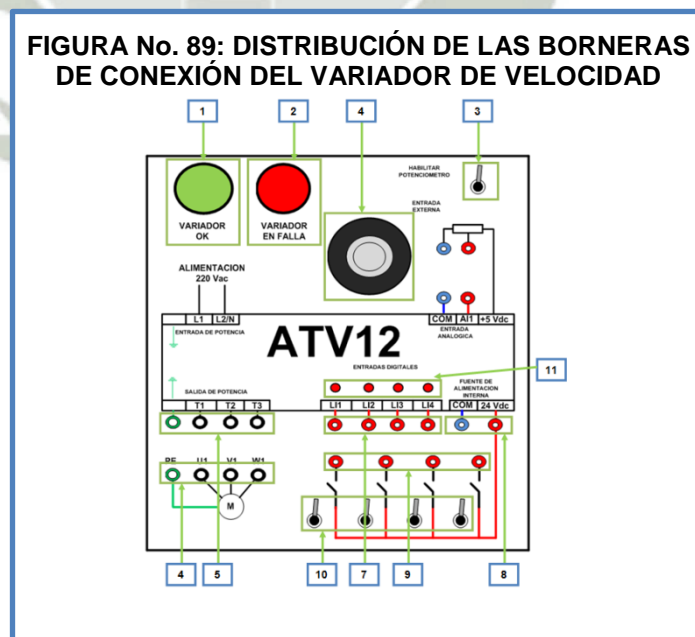 FIGURA No. 89: DISTRIBUCIÓN DE LAS BORNERAS
DE CONEXIÓN DEL VARIADOR DE VELOCIDAD
1
2
4
3
HABILITAR
POTENCIOMETRO
ENTRADA
EXTERNA
VARIADOR
OK
VARIADOR
EN FALLA
ALIMENTACION
220 Vac
L1 L2/N
COM AI1 +5 Vdc
ENTRADA DE POTENCIA
ENTRADA
ANALOGICA
ATV12
ENTRADAS DIGITALES
11
SALIDA DE POTENCIA
FUENTE DE
ALIMENTACION
INTERNA
T1 T2 T3
LI1 LI2 LI3 LI4
COM 24 Vdc
PE U1 V1 W1
M
4
5
10
7
9
8